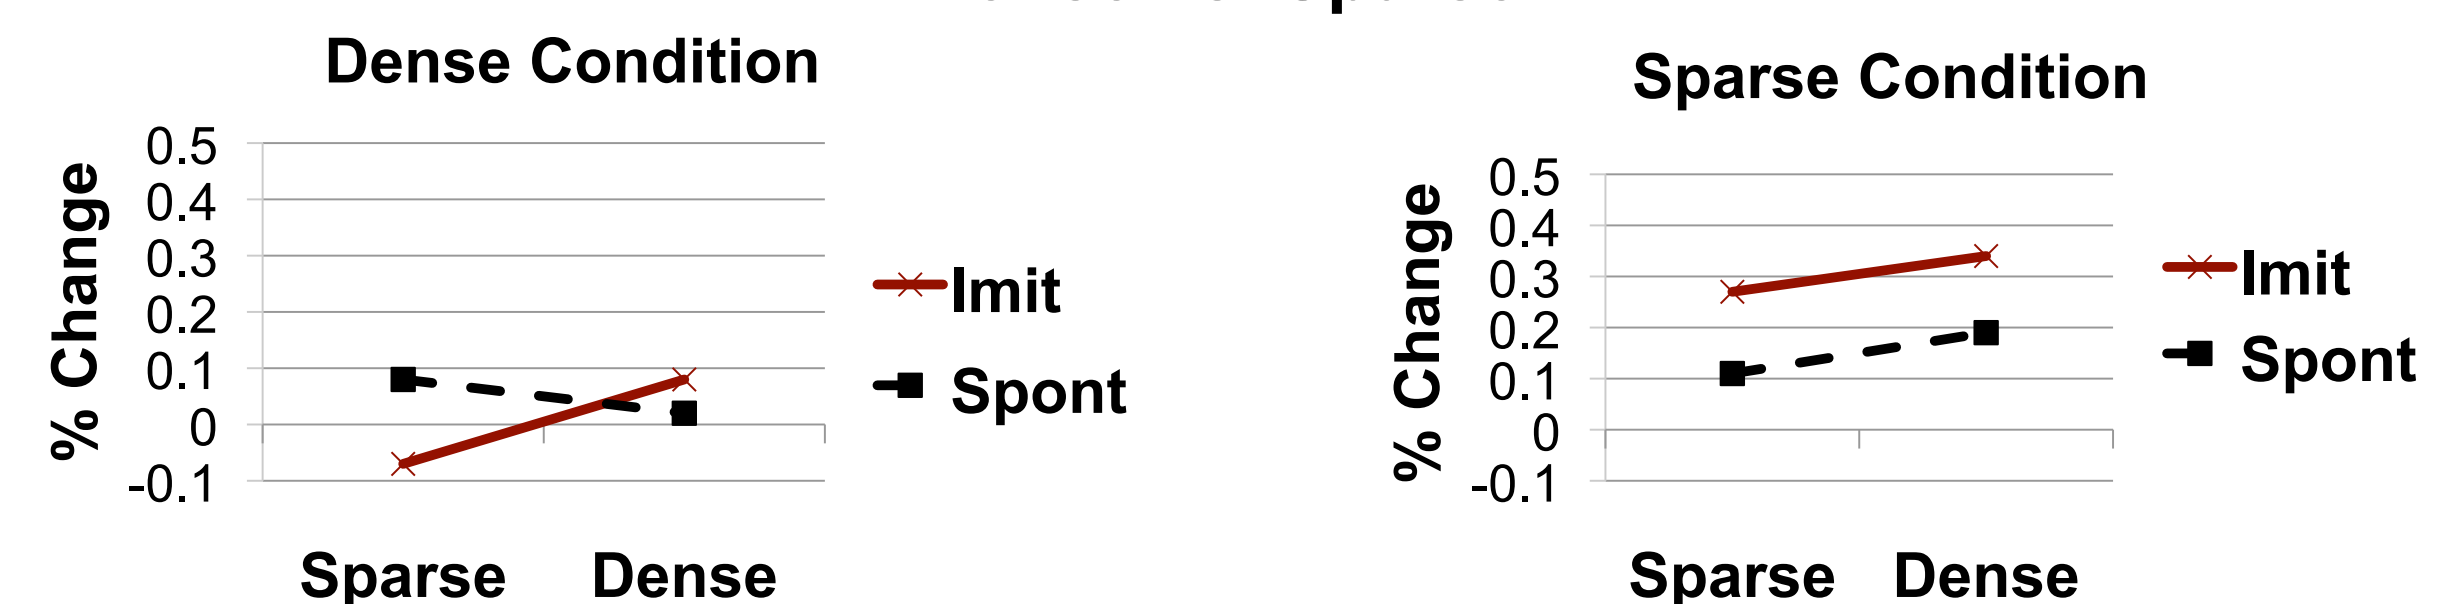 Dense Condition
% Change
0.5
0.4
0.3
0.2
0.1
0
-0.1
Sparse Dense
Imit
Spont
Sparse Condition
% Change
0.5
0.4
0.3
0.2
0.1
0
-0.1
Sparse Dense
Imit
Spont